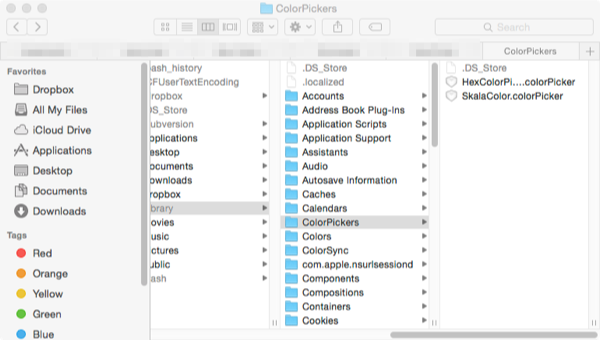 ColorPickers
Search
ColorPickers
Favorites
Dropbox
All My Files
iCloud Drive
Applications
Desktop
Documents
Downloads
Tags
Red
Orange
Yellow
Green
Blue
ash_history
CFUserTextEncoding
ropbox
DS_Store
ubversion
pplications
esktop
ocuments
ownloads
ropbox
brary
ovies
usic
ctures
ublic
ash
.DS_Store
.localized
Accounts
Address Book Plug-Ins
Application Scripts
Application Support
Assistants
Audio
Autosave Information
Caches
Calendars
ColorPickers
Colors
ColorSync
com.apple.nsurlsessiond
Components
Compositions
Containers
Cookies
.DS_Store
HexColorPi....colorPicker
SkalaColor.colorPicker